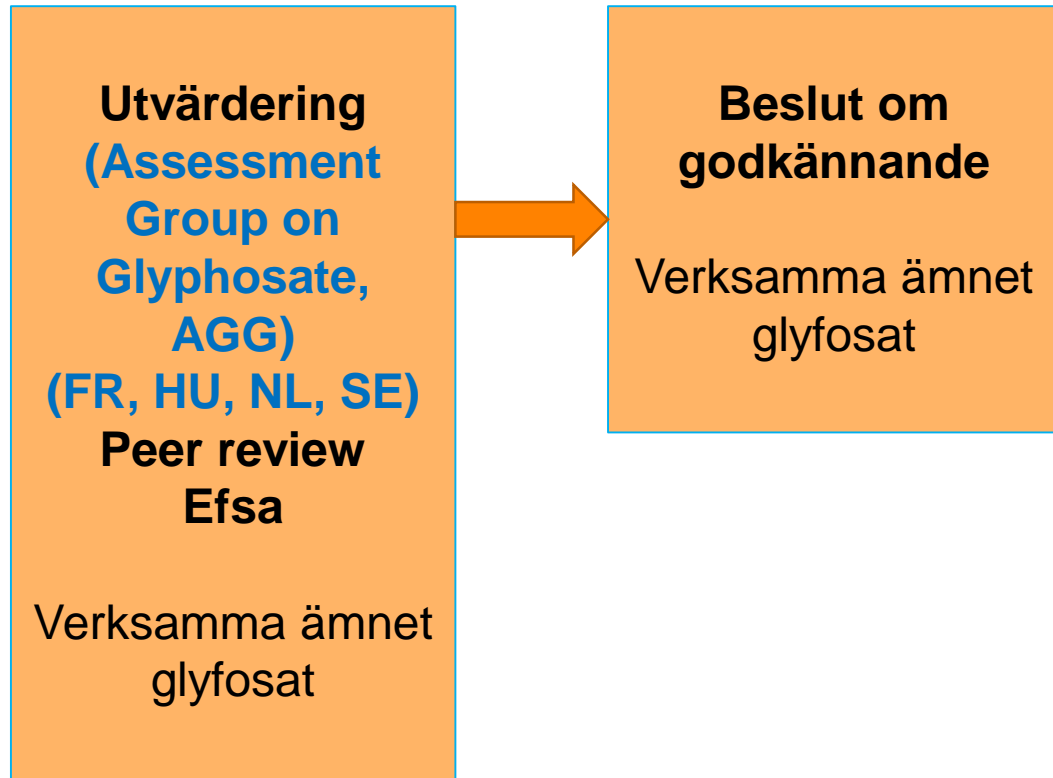 Utvärdering
(Assessment
Group on
Glyphosate,
AGG)
(FR, HU, NL, SE)
Peer review
Efsa
Verksamma ämnet
glyfosat
Beslut om
godkännande
Verksamma ämnet
glyfosat